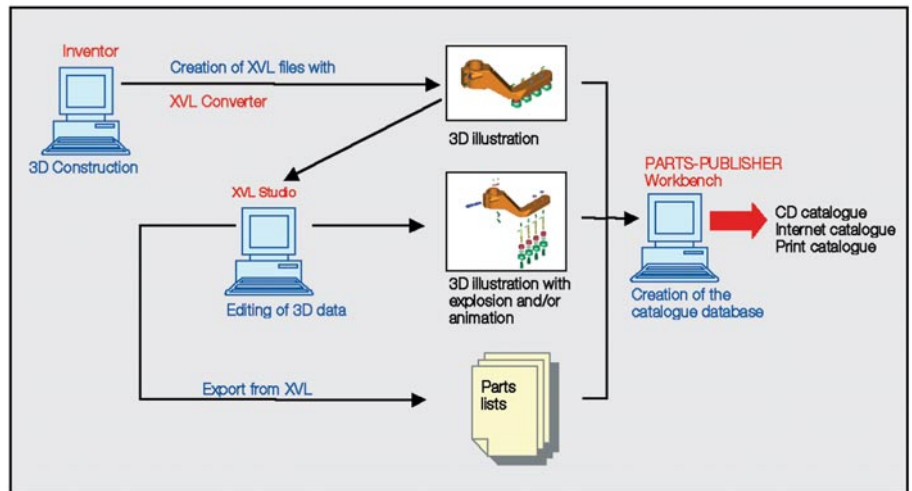 Inventor
Creation of XVL files with
XVL Converter
3D Construction
3D illustration
XVL Studio
Editing of 3D data
3D illustration with
explosion and/or
animation
PARTS-PUBLISHER
Workbench
CD catalogue
Internet catalogue
Print catalogue
Creation of the
catalogue database
Export from XVL
Parts
lists